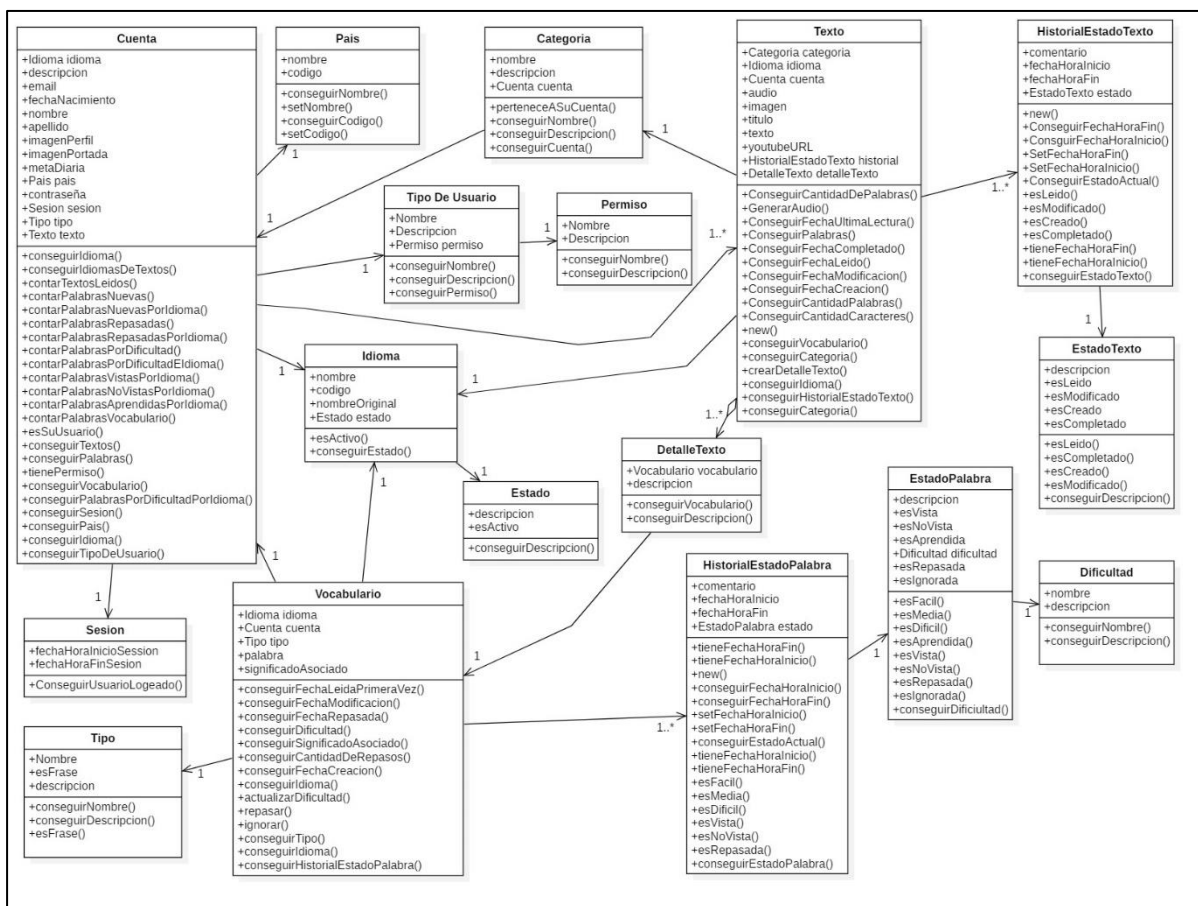 Cuenta
+Idioma idioma
+descripcion
+email
+fechaNacimiento
+nombre
+apellido
+imagenPerfil
+imagenPortada
+metaDiaria
+Pais pais
+contraseña
+Sesion sesion
+Tipo tipo
+Texto texto
+conseguirIdioma()
+conseguirIdiomasDeTextos()
+contarTextosLeidos()
+contarPalabrasNuevas()
+contarPalabrasNuevasPorIdioma()
+contarPalabrasRepasadas()
+contarPalabrasRepasadasPorIdioma()
+contarPalabrasPorDificultad()
+contarPalabrasPorDificultadEIdioma()
+contarPalabrasVistasPorIdioma()
+contarPalabrasNoVistasPorIdioma()
+contarPalabrasAprendidasPorIdioma()
+contarPalabrasVocabulario()
+esSuUsuario()
+conseguirTextos()
+conseguirPalabras()
+tienePermiso()
+conseguirVocabulario()
+conseguirPalabrasPorDificultadPorIdioma()
+conseguirSesion()
+conseguirPais()
+conseguirIdioma()
+conseguirTipoDeUsuario()
Pais
+nombre
+codigo
+conseguirNombre()
+setNombre()
+conseguirCodigo()
+setCodigo()
1
Categoria
+nombre
+descripcion
+Cuenta cuenta
+perteneceASuCuenta()
+conseguirNombre()
+conseguirDescripcion()
+conseguirCuenta()
1
1
Texto
+Categoria categoria
+Idioma idioma
+Cuenta cuenta
+audio
+imagen
+titulo
+texto
+youtubeURL
+HistorialEstadoTexto historial
+DetalleTexto detalleTexto
+ConseguirCantidadDePalabras()
+GenerarAudio()
+ConseguirFechaUltimaLectura()
+ConseguirPalabras()
+ConseguirFechaCompletado()
+ConseguirFechaLeido()
+ConseguirFechaModificacion()
+ConseguirFechaCreacion()
+ConseguirCantidadPalabras()
+ConseguirCantidadCaracteres()
+new()
+conseguirVocabulario()
+conseguirCategoria()
+crearDetalleTexto()
+conseguirIdioma()
+conseguirHistorialEstadoTexto()
+conseguirCategoria()
1..*
HistorialEstadoTexto
+comentario
+fechaHoraInicio
+fechaHoraFin
+EstadoTexto estado
+new()
+ConseguirFechaHoraFin()
+ConsguirFechaHoraInicio()
+SetFechaHoraFin()
+SetFechaHoraInicio()
+ConseguirEstadoActual()
+esLeido()
+esModificado()
+esCreado()
+esCompletado()
+tieneFechaHoraFin()
+tieneFechaHoraInicio()
+conseguirEstadoTexto()
1..*
Tipo De Usuario
+Nombre
+Descripcion
+Permiso permiso
+conseguirNombre()
+conseguirDescripcion()
+conseguirPermiso()
1
Permiso
+Nombre
+Descripcion
+conseguirNombre()
+conseguirDescripcion()
1
Idioma
+nombre
+codigo
+nombreOriginal
+Estado estado
+esActivo()
+conseguirEstado()
1
1
1
Estado
+descripcion
+esActivo
+conseguirDescripcion()
1
DetalleTexto
+Vocabulario vocabulario
+descripcion
+conseguirVocabulario()
+conseguirDescripcion()
1..*
EstadoTexto
+descripcion
+esLeido
+esModificado
+esCreado
+esCompletado
+esLeido()
+esCompletado()
+esCreado()
+esModificado()
+conseguirDescripcion()
1
EstadoPalabra
+descripcion
+esVista
+esNoVista
+esAprendida
+Dificultad dificultad
+esRepasada
+esIgnorada
+esFacil()
+esMedia()
+esDificil()
+esAprendida()
+esVista()
+esNoVista()
+esRepasada()
+esIgnorada()
+conseguirDificiultad()
1
Dificultad
+nombre
+descripcion
+conseguirNombre()
+conseguirDescripcion()
1
HistorialEstadoPalabra
+comentario
+fechaHoraInicio
+fechaHoraFin
+EstadoPalabra estado
+tieneFechaHoraFin()
+tieneFechaHoraInicio()
+new()
+conseguirFechaHoraInicio()
+conseguirFechaHoraFin()
+setFechaHoraInicio()
+setFechaHoraFin()
+conseguirEstadoActual()
+tieneFechaHoraInicio()
+tieneFechaHoraFin()
+esFacil()
+esMedia()
+esDificil()
+esVista()
+esNoVista()
+esRepasada()
+conseguirEstadoPalabra()
1..*
Vocabulario
+Idioma idioma
+Cuenta cuenta
+Tipo tipo
+palabra
+significadoAsociado
+conseguirFechaLeidaPrimeraVez()
+conseguirFechaModificacion()
+conseguirFechaRepasada()
+conseguirDificultad()
+conseguirSignificadoAsociado()
+conseguirCantidadDeRepasos()
+conseguirFechaCreacion()
+conseguirIdioma()
+actualizarDificultad()
+repasar()
+ignorar()
+conseguirTipo()
+conseguirIdioma()
+conseguirHistorialEstadoPalabra()
1
1
Sesion
+fechaHoraInicioSession
+fechaHoraFinSesion
+ConseguirUsuarioLogeado()
1
Tipo
+Nombre
+esFrase
+descripcion
+conseguirNombre()
+conseguirDescripcion()
+esFrase()
1